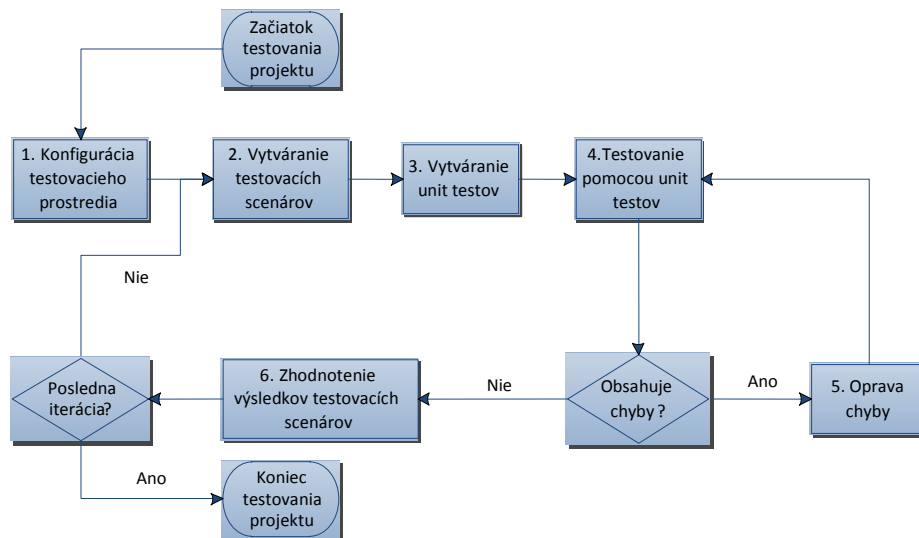 Začiatok
testovania
projektu
1. Konfigurácia
testovacieho
prostredia
2. Vytváranie
testovacích
scenárov
3. Vytváranie
unit testov
4.Testovanie
pomocou unit
testov
Nie
Posledna
iterácia?
6. Zhodnotenie
výsledkov testovacích
scenárov
Nie
Obsahuje
chyby ?
Ano
5. Oprava
chyby
Ano
Koniec
testovania
projektu